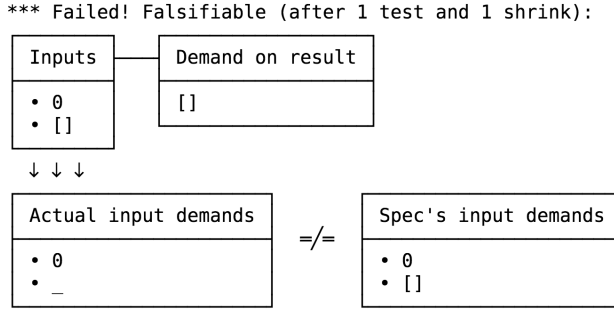 *** Failed! Falsifiable (after 1 test and 1 shrink):
Inputs
• 0
• []
Demand on result
[]
↓ ↓ ↓
Actual input demands
• 0
• _
=/=
Spec's input demands
• 0
• []